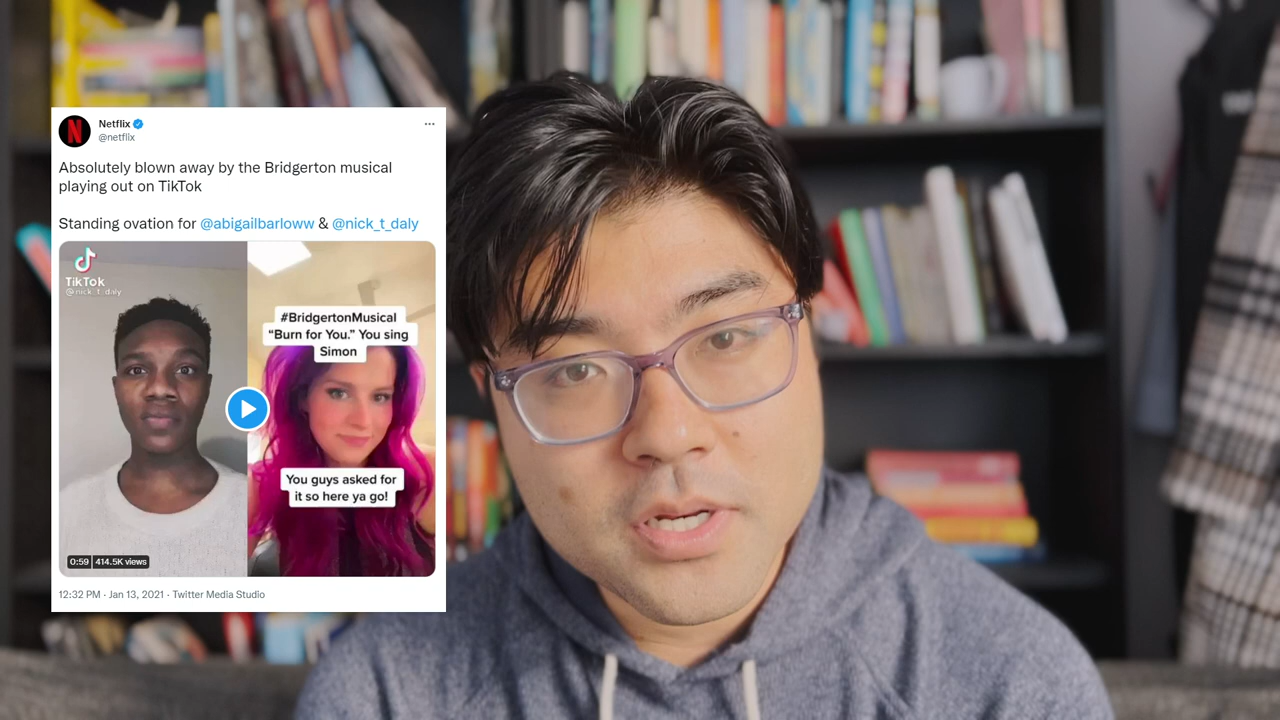 Netflix
@netflix
Absolutely blown away by the Bridgerton musical
playing out on TikTok
Standing ovation for @abigailbarloww & @nick_t_daly
TikTok
@nick_t_daly
#BridgertonMusical
“Burn for You.” You sing
Simon
You guys asked for
it so here ya go!
0:59 414.5K views
12:32 PM · Jan 13, 2021 · Twitter Media Studio